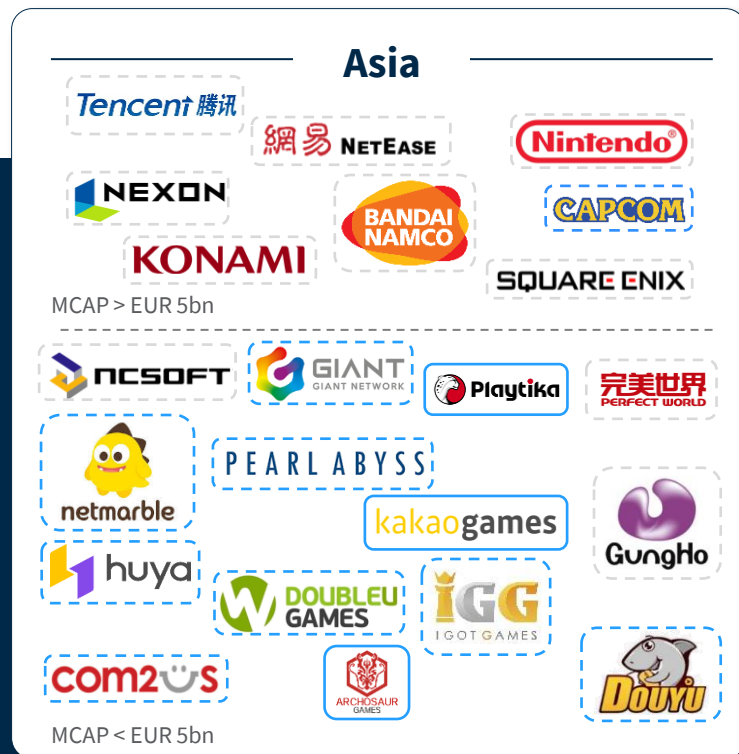 Asia
Tencent 腾讯
網易 NETEASE
Nintendo®
NEXON
BANDAI
NAMCO
CAPCOM
KONAMI
SQUARE ENIX
MCAP > EUR 5bn
NCSOFT
GIANT
GIANT NETWORK
Playtika
完美世界
PERFECT WORLD
netmarble
PEARL ABYSS
kakaogames
GungHo
huya
DOUBLEU
GAMES
IGG
IGOTGAMES
com2us
ARCHOSAUR
GAMES
DOUYU
MCAP < EUR 5bn